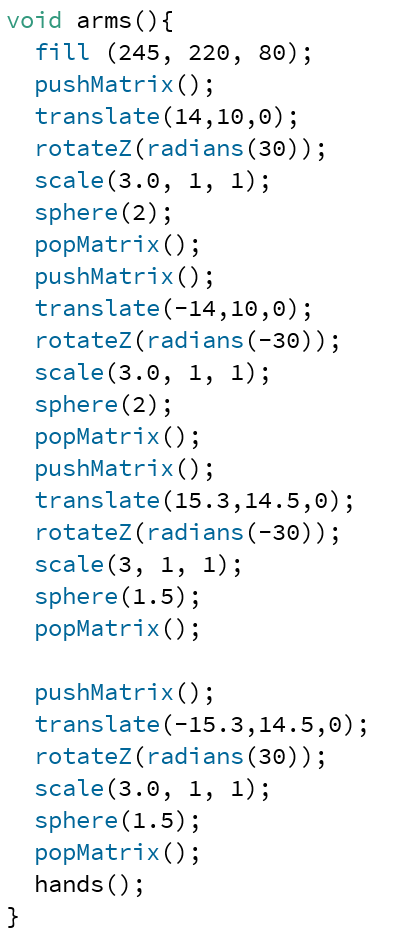 void arms(){
  fill (245, 220, 80);
  pushMatrix();
  translate(14,10,0);
  rotateZ(radians(30));
  scale(3.0, 1, 1);
  sphere(2);
  popMatrix();
  pushMatrix();
  translate(-14,10,0);
  rotateZ(radians(-30));
  scale(3.0, 1, 1);
  sphere(2);
  popMatrix();
  pushMatrix();
  translate(15.3,14.5,0);
  rotateZ(radians(-30));
  scale(3, 1, 1);
  sphere(1.5);
  popMatrix();

  pushMatrix();
  translate(-15.3,14.5,0);
  rotateZ(radians(30));
  scale(3.0, 1, 1);
  sphere(1.5);
  popMatrix();
  hands();
}